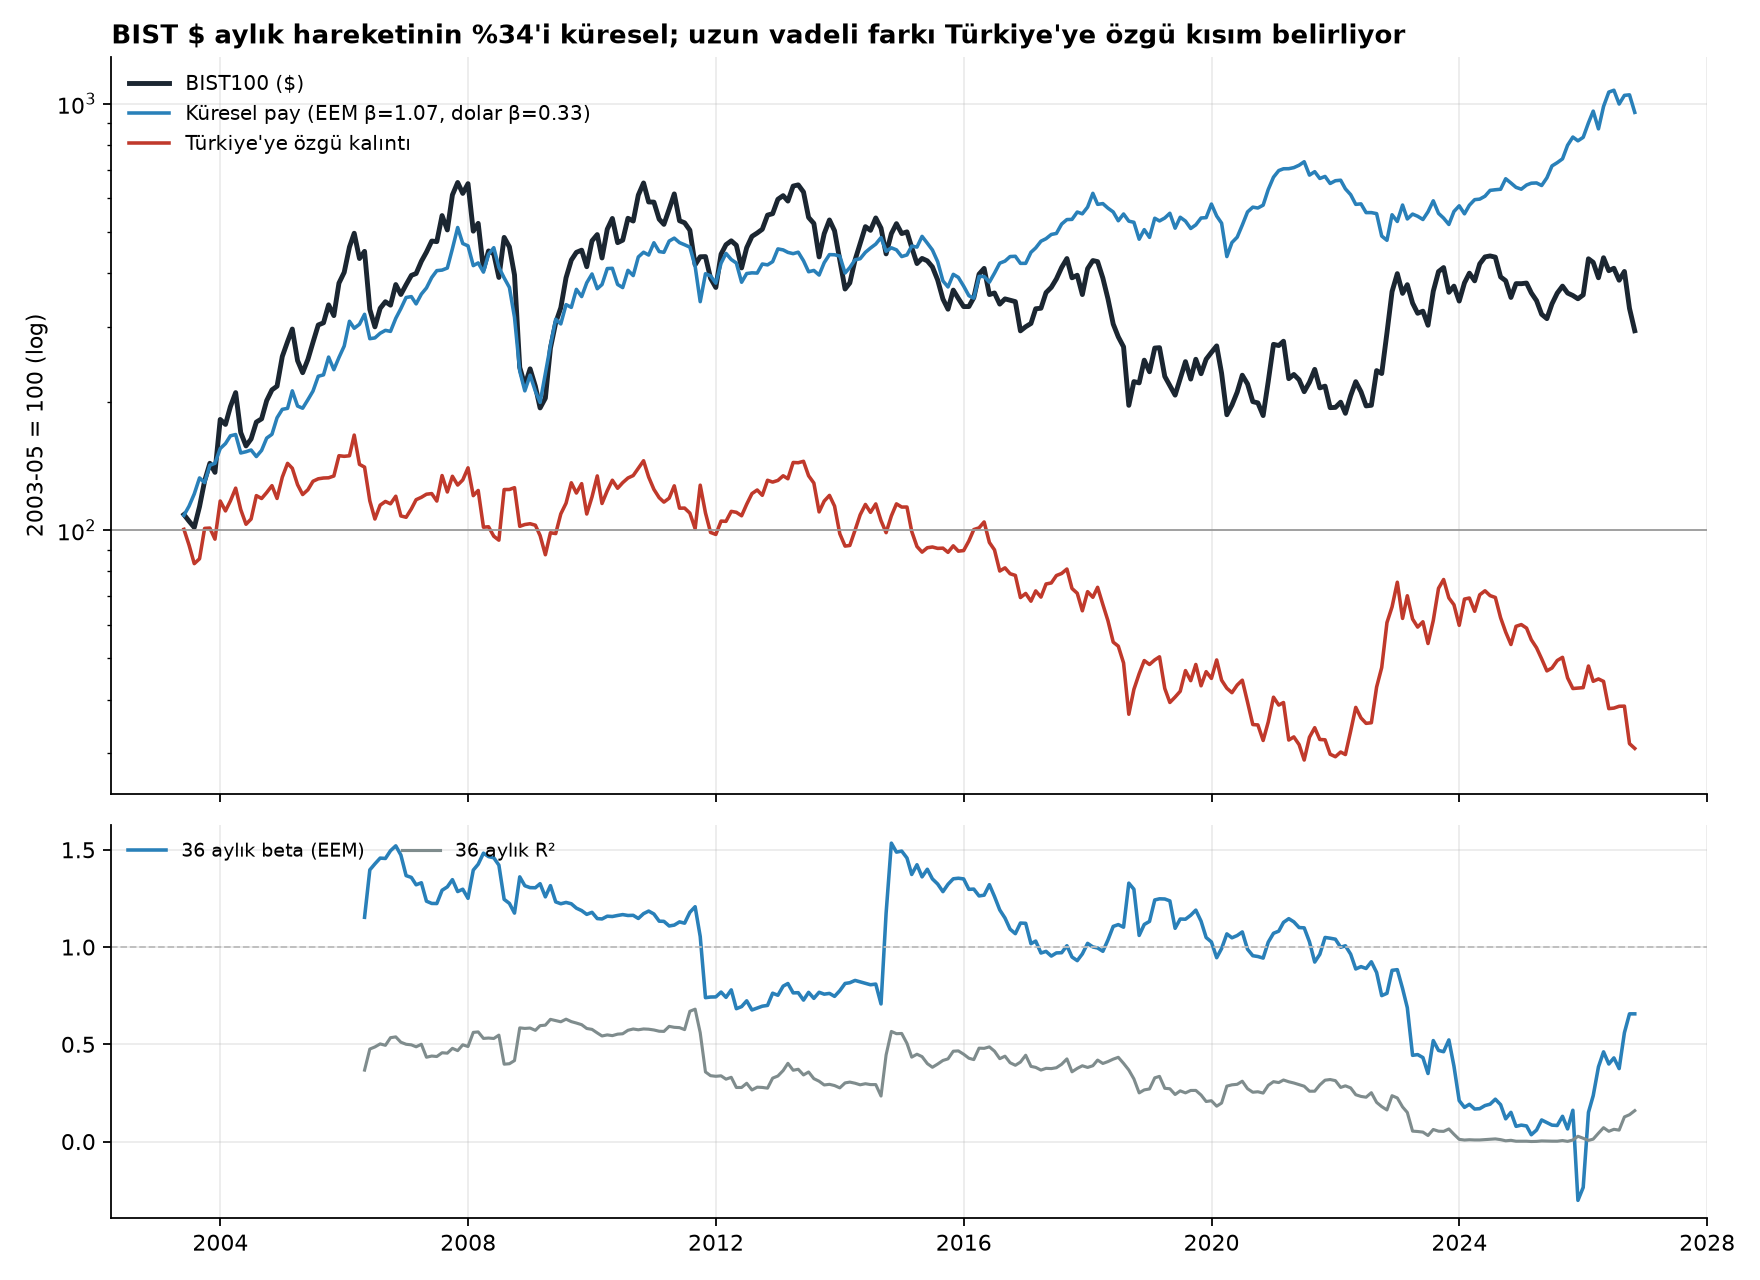 BIST $ aylık hareketinin %34'i küresel; uzun vadeli farkı Türkiye'ye özgü kısım belirliyor
BIST100 ($)
Küresel pay (EEM β=1.07, dolar β=0.33)
Türkiye'ye özgü kalıntı
2003-05 = 100 (log)
10³
10²
36 aylık beta (EEM)
36 aylık R²
1.5
1.0
0.5
0.0
2004
2008
2012
2016
2020
2024
2028